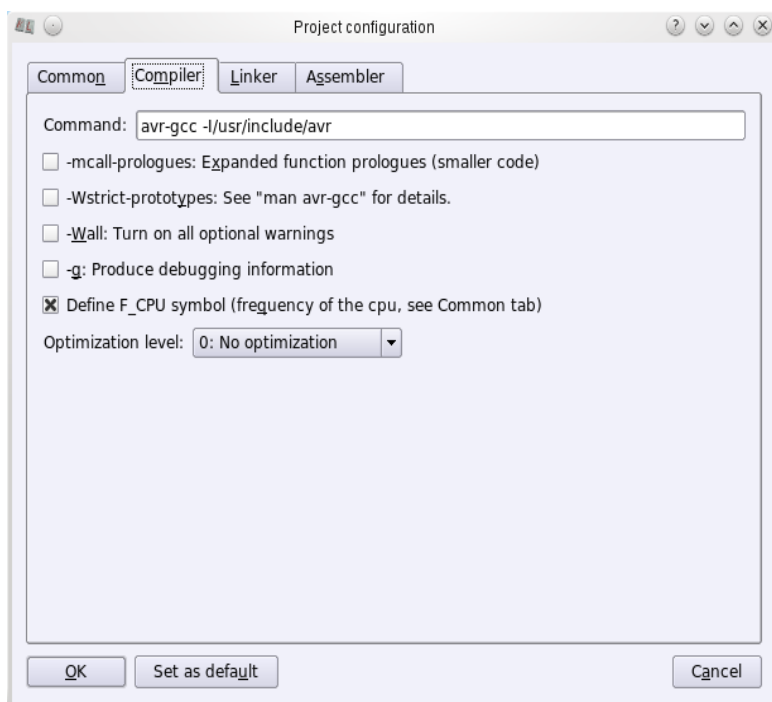 Project configuration
Common Compiler Linker Assembler
Command: avr-gcc -I/usr/include/avr
-mcall-prologues: Expanded function prologues (smaller code)
-Wstrict-prototypes: See "man avr-gcc" for details.
-Wall: Turn on all optional warnings
-g: Produce debugging information
Define F_CPU symbol (frequency of the cpu, see Common tab)
Optimization level: 0: No optimization
OK Set as default Cancel